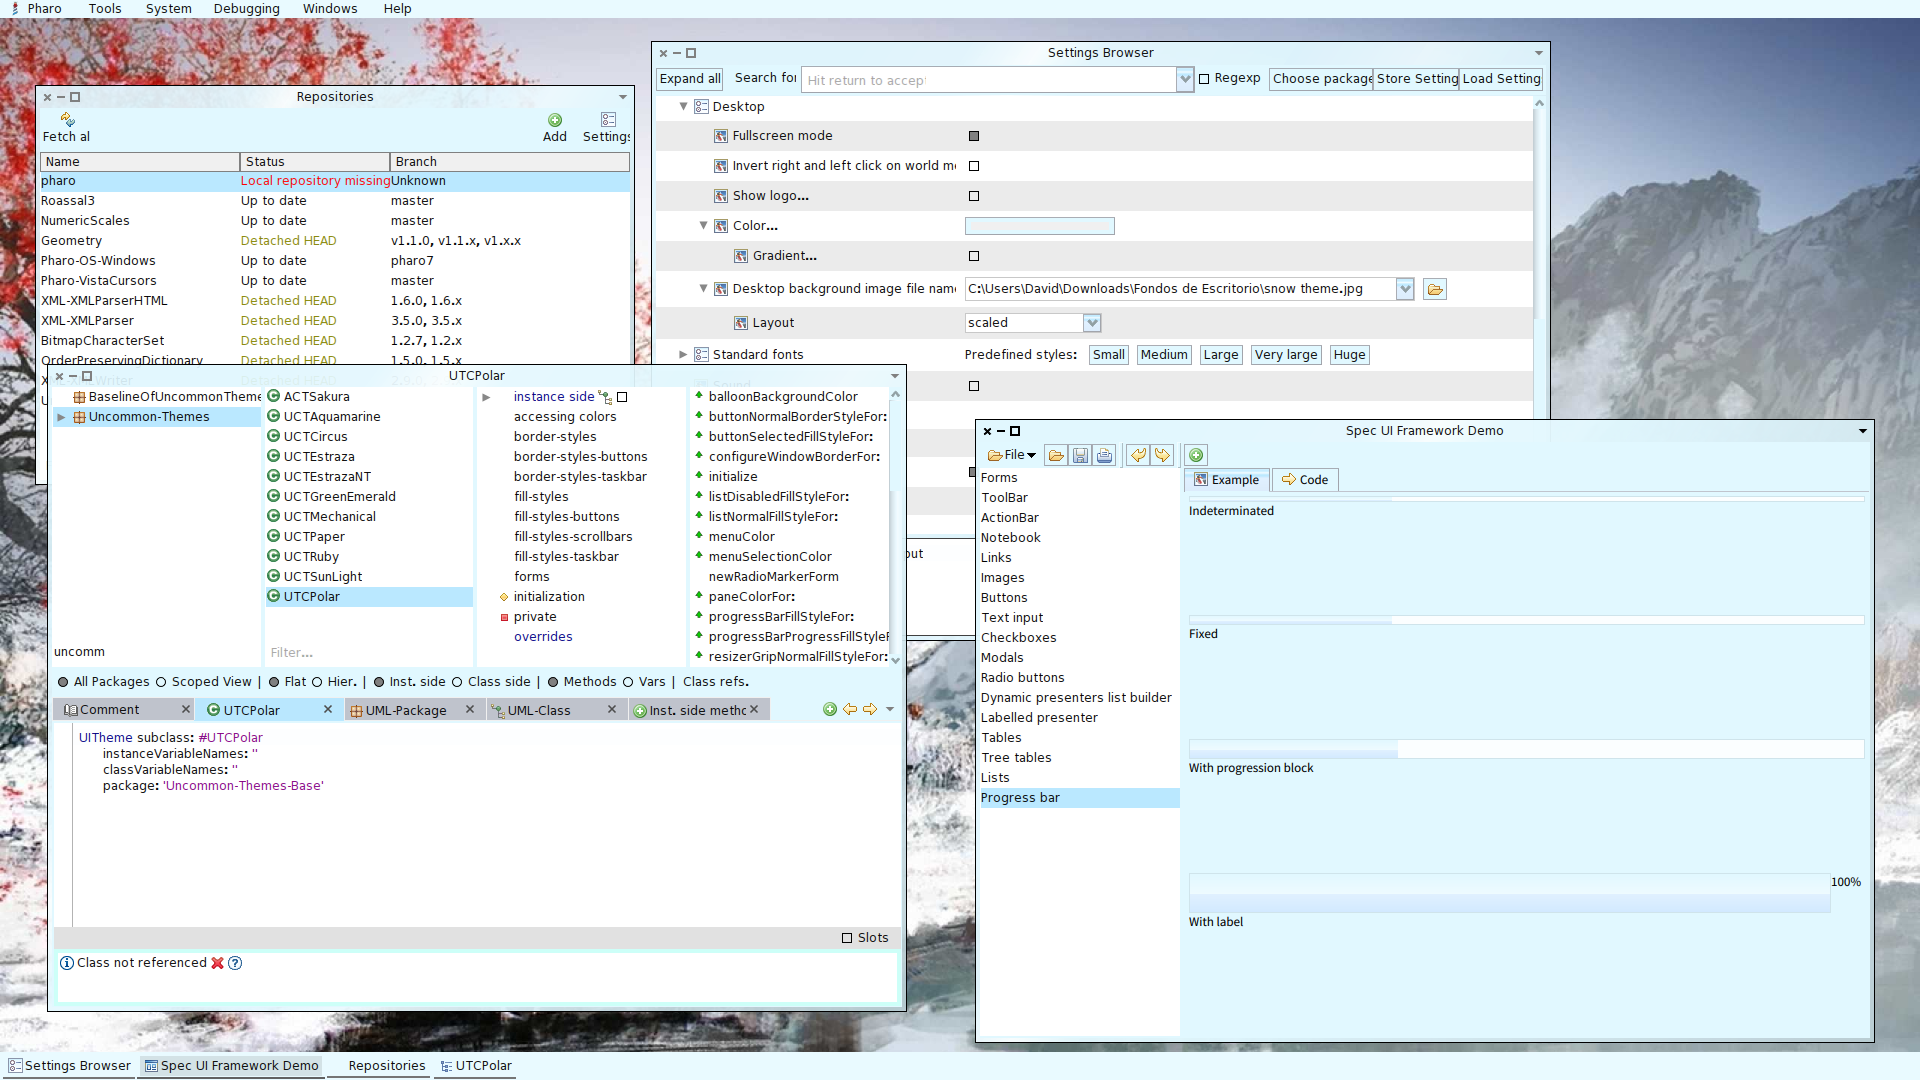 Pharo Tools System Debugging Windows Help
Settings Browser
Expand all Search for Hit return to accept Regexp Choose package Store Setting Load Setting
Desktop
Fullscreen mode
Invert right and left click on world m
Show logo...
Color...
Gradient...
Desktop background image file name C:\Users\David\Downloads\Fondos de Escritorio\snow theme.jpg
Layout scaled
Standard fonts Predefined styles: Small Medium Large Very large Huge
out
Repositories
Fetch al Add Settings
Name Status Branch
pharo Local repository missing Unknown
Roassal3 Up to date master
NumericScales Up to date master
Geometry Detached HEAD v1.1.0, v1.1.x, v1.x.x
Pharo-OS-Windows Up to date pharo7
Pharo-VistaCursors Up to date master
XML-XMLParserHTML Detached HEAD 1.6.0, 1.6.x
XML-XMLParser Detached HEAD 3.5.0, 3.5.x
BitmapCharacterSet Detached HEAD 1.2.7, 1.2.x
OrderPreservingDictionary Detached HEAD 1.5.0, 1.5.x
UTCPolar
BaselineOfUncommonTheme
Uncommon-Themes
uncomm
ACTSakura
UCTAquamarine
UCTCircus
UCTEstraza
UCTEstrazaNT
UCTGreenEmerald
UCTMechanical
UCTPaper
UCTRuby
UCTSunLight
UTCPolar
Filter...
instance side
accessing colors
border-styles
border-styles-buttons
border-styles-taskbar
fill-styles
fill-styles-buttons
fill-styles-scrollbars
fill-styles-taskbar
forms
initialization
private
overrides
balloonBackgroundColor
buttonNormalBorderStyleFor:
buttonSelectedFillStyleFor:
configureWindowBorderFor:
initialize
listDisabledFillStyleFor:
listNormalFillStyleFor:
menuColor
menuSelectionColor
newRadioMarkerForm
paneColorFor:
progressBarFillStyleFor:
progressBarProgressFillStyleF
resizerGripNormalFillStyleFor:
All Packages Scoped View | Flat Hier. | Inst. side Class side | Methods Vars | Class refs.
Comment UTCPolar UML-Package UML-Class Inst. side methc
UITheme subclass: #UTCPolar
instanceVariableNames: ''
classVariableNames: ''
package: 'Uncommon-Themes-Base'
Slots
Class not referenced
Spec UI Framework Demo
File
Forms
ToolBar
ActionBar
Notebook
Links
Images
Buttons
Text input
Checkboxes
Modals
Radio buttons
Dynamic presenters list builder
Labelled presenter
Tables
Tree tables
Lists
Progress bar
Example Code
Indeterminated
Fixed
With progression block
100%
With label
Settings Browser Spec UI Framework Demo Repositories UTCPolar